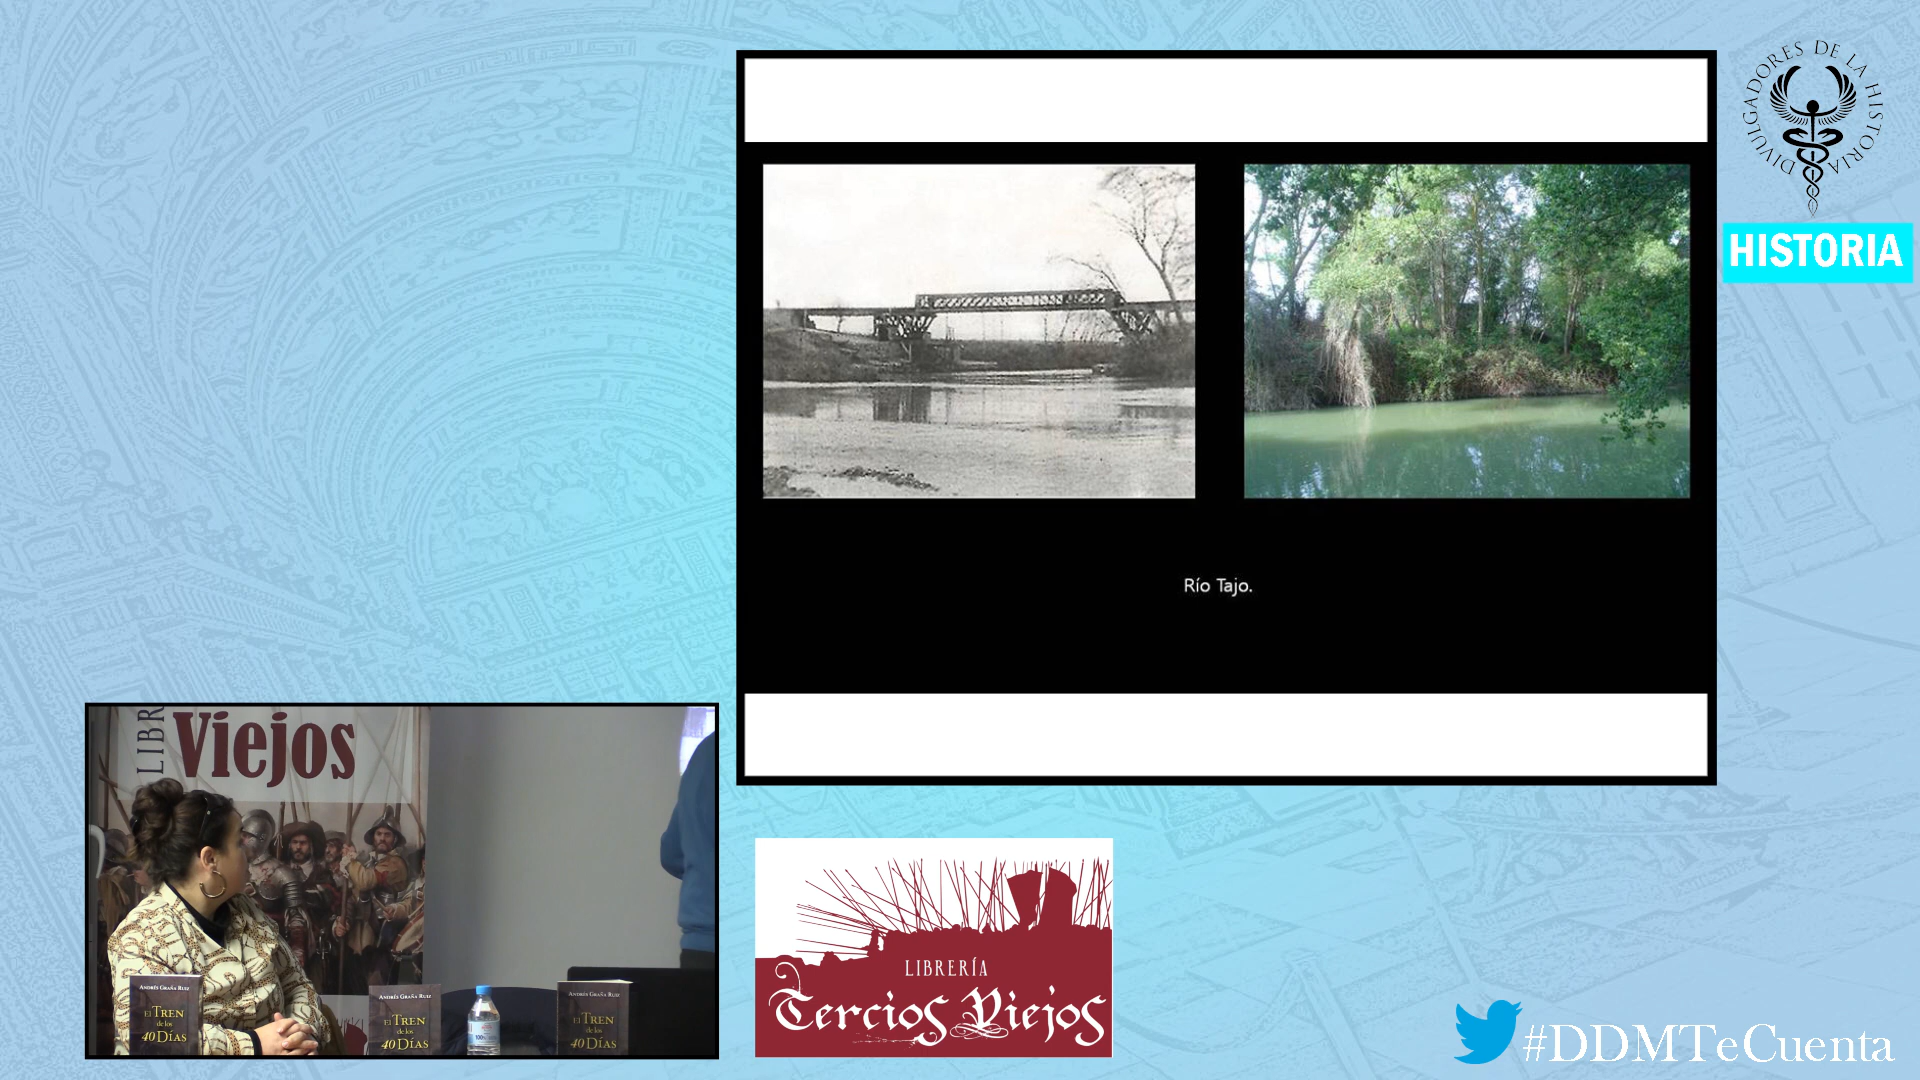 DIVULGADORES DE LA HISTORIA
HISTORIA
Río Tajo.
LIBR
Viejos
ANDRÉS GRAÑA RUIZ
EL TREN
de los
40 DÍAS
ANDRÉS GRAÑA RUIZ
EL TREN
de los
40 DÍAS
ANDRÉS GRAÑA RUIZ
EL TREN
de los
40 DÍAS
LIBRERÍA
Tercios Viejos
#DDMTeCuenta